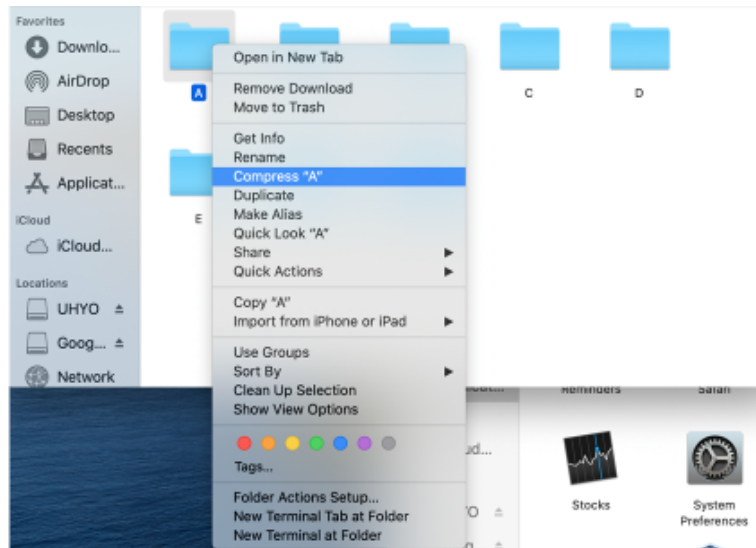 Favorites
Downlo...
AirDrop
Desktop
Recents
Applicat...
iCloud
iCloud...
Locations
UHYO
Goog...
Network
A
C
D
E
Open in New Tab
Remove Download
Move to Trash
Get Info
Rename
Compress “A”
Duplicate
Make Alias
Quick Look “A”
Share
Quick Actions
Copy “A”
Import from iPhone or iPad
Use Groups
Sort By
Clean Up Selection
Show View Options
Tags...
Folder Actions Setup...
New Terminal Tab at Folder
New Terminal at Folder
Reminders
Safari
Stocks
System
Preferences